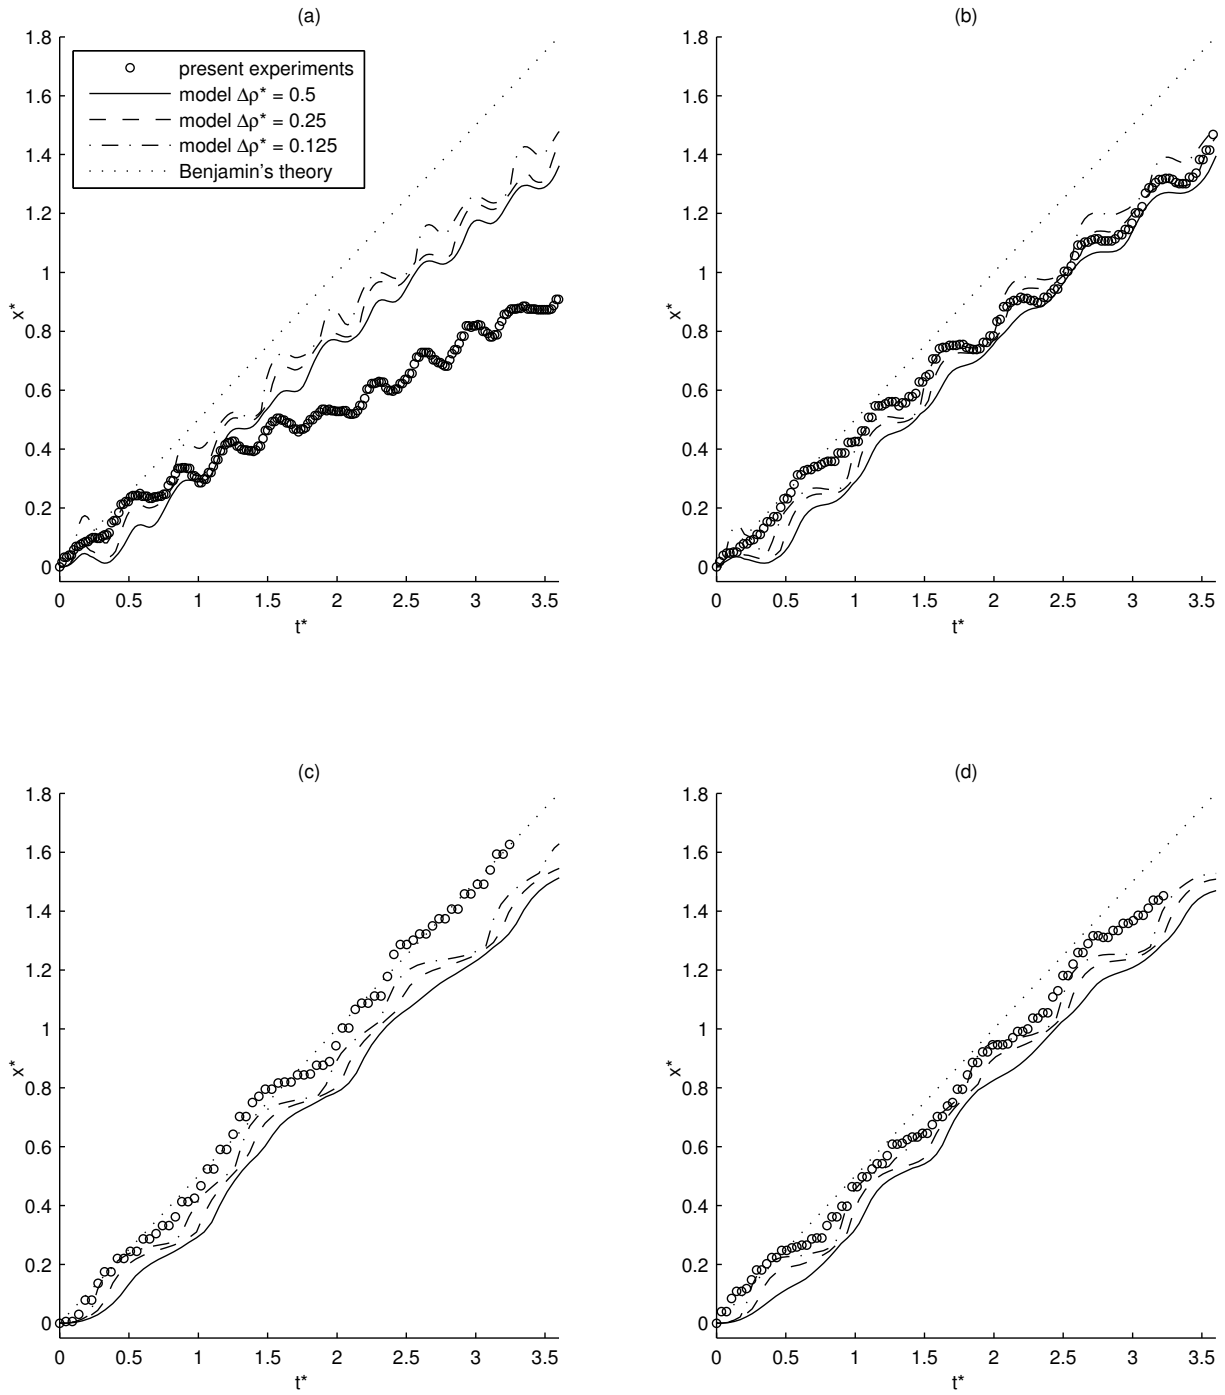 (a)
1.8
1.6
1.4
1.2
1
0.8
0.6
0.4
0.2
0
x*
0 0.5 1 1.5 2 2.5 3 3.5
t*
present experiments
model Δρ* = 0.5
model Δρ* = 0.25
model Δρ* = 0.125
Benjamin's theory
(b)
1.8
1.6
1.4
1.2
1
0.8
0.6
0.4
0.2
0
x*
0 0.5 1 1.5 2 2.5 3 3.5
t*
(c)
1.8
1.6
1.4
1.2
1
0.8
0.6
0.4
0.2
0
x*
0 0.5 1 1.5 2 2.5 3 3.5
t*
(d)
1.8
1.6
1.4
1.2
1
0.8
0.6
0.4
0.2
0
x*
0 0.5 1 1.5 2 2.5 3 3.5
t*